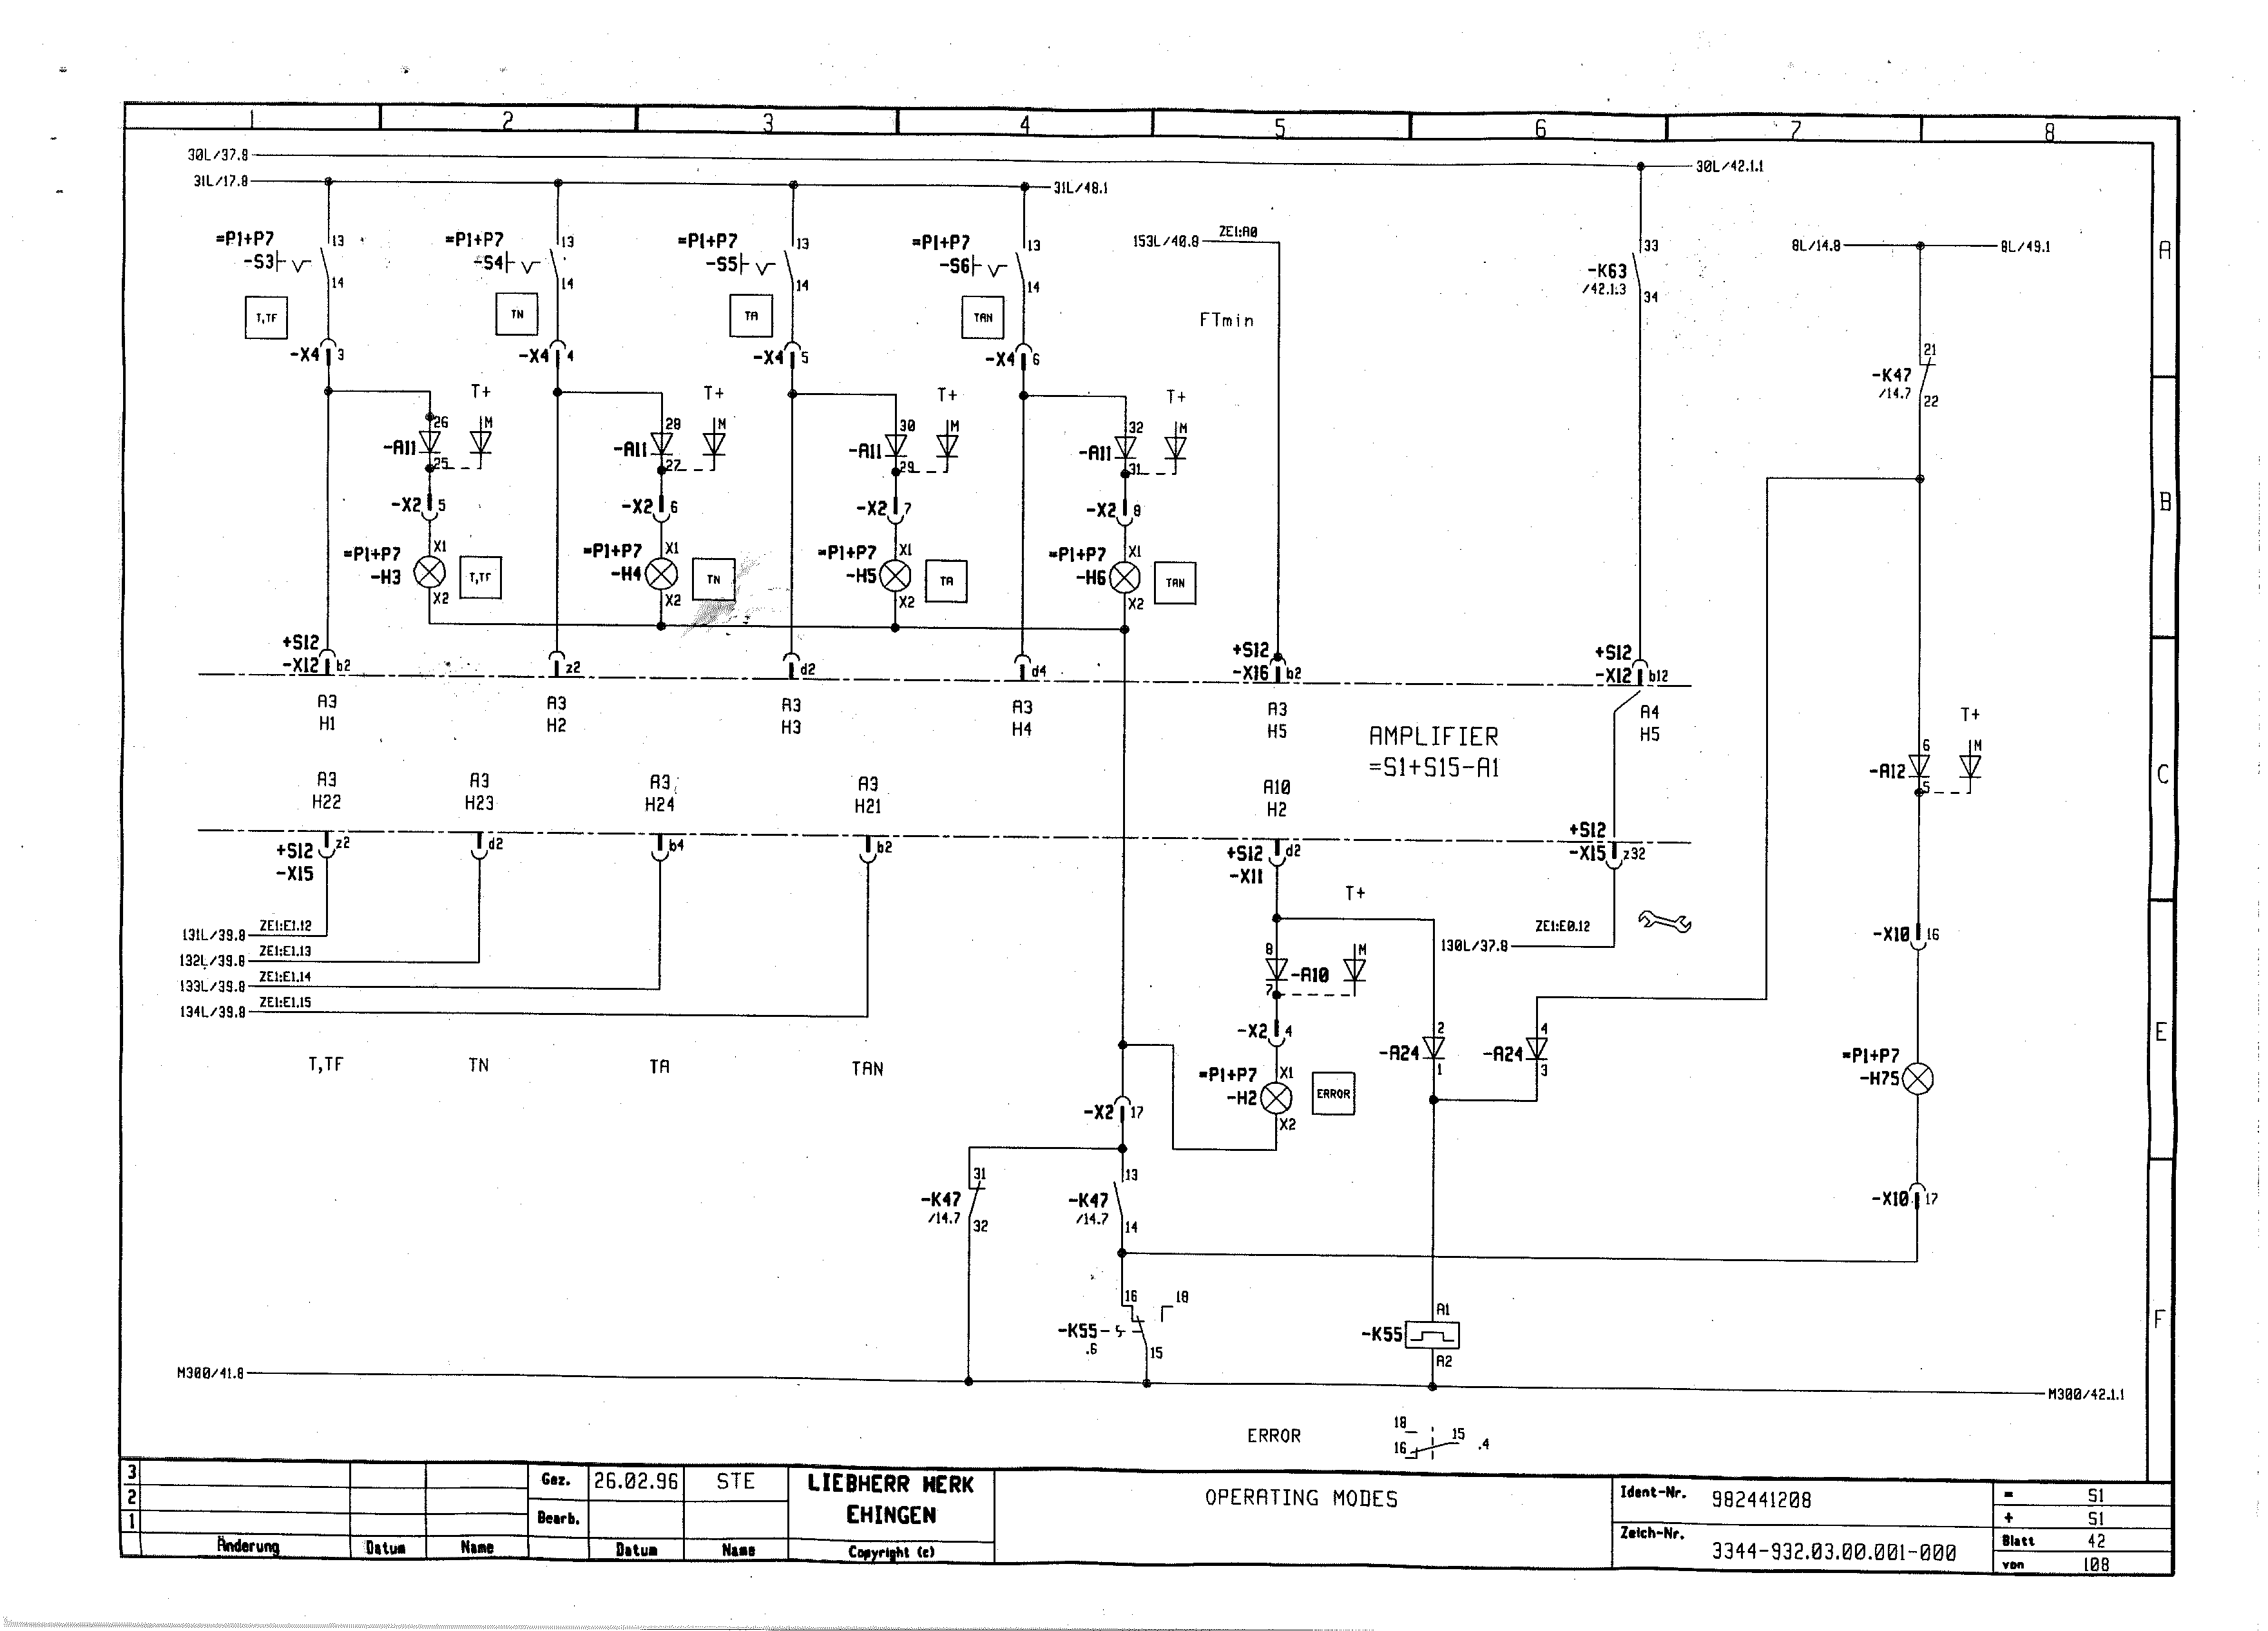 1 2 3 4 5 6 7 8
30L/37.8 30L/42.1.1
31L/17.8 31L/48.1
=P1+P7 13 =P1+P7 13 =P1+P7 13 =P1+P7 13 153L/40.8 ZE1:A0 33 8L/14.8 8L/49.1 A
-S3 -S4 -S5 -S6 -K63
14 14 14 14 /42.1.3 34
T,TF TN TA TAN FTmin
-X4 3 -X4 4 -X4 5 -X4 6 21
-K47
/14.7 22
T+ T+ T+ T+
26 M 28 M 30 M 32 M
-A11 -A11 -A11 -A11
25 27 29 31
-X2 5 -X2 6 -X2 7 -X2 8 B
=P1+P7 X1 =P1+P7 X1 =P1+P7 X1 =P1+P7 X1
-H3 T,TF -H4 TN -H5 TA -H6 TAN
X2 X2 X2 X2
+S12 +S12 +S12
-X12 b2 z2 d2 d4 -X16 b2 -X12 b12
A3 A3 A3 A3 A3 A4
H1 H2 H3 H4 H5 H5
T+
AMPLIFIER
=S1+S15-A1
6 M
-A12
5
C
A3 A3 A3 A3 A10
H22 H23 H24 H21 H2
z2 d2 b4 b2 +S12 d2 +S12
+S12 -X11 -X15 z32
-X15
T+
131L/39.8 ZE1:E1.12
132L/39.8 ZE1:E1.13
133L/39.8 ZE1:E1.14
134L/39.8 ZE1:E1.15
130L/37.8 ZE1:E0.12
-X10 16
8 -A10 M
7
-X2 4
T,TF TN TA TAN
2 4 E
-A24 -A24
1 3
=P1+P7 X1
-H2 ERROR
X2
=P1+P7
-H75
-X2 17
31 13
-K47 -K47
/14.7 32 /14.7 14
-X10 17
16 18
-K55
.6 15
A1
-K55
A2
F
M300/41.8 M300/42.1.1
ERROR 18 15 .4
16
3 Gez. 26.02.96 STE LIEBHERR WERK
2 Bearb. EHINGEN
1
Änderung Datum Name Datum Name Copyright (c)
OPERATING MODES
Ident-Nr. 982441208 = S1
+ S1
Zeich-Nr. 3344-932.03.00.001-000 Blatt 42
von 108